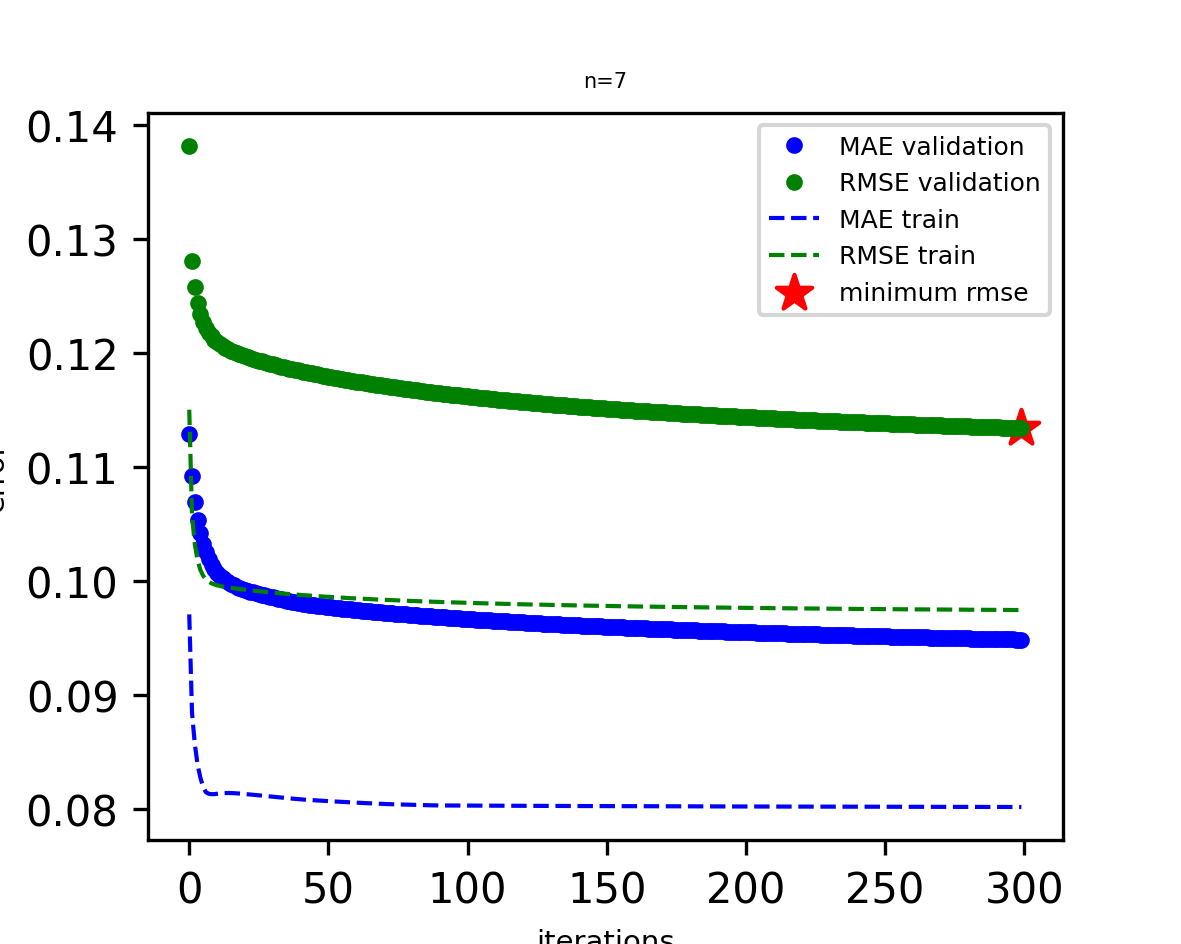 n=7
0.14
0.13
0.12
0.11
0.10
0.09
0.08
MAE validation
RMSE validation
MAE train
RMSE train
minimum rmse
0 50 100 150 200 250 300
iterations